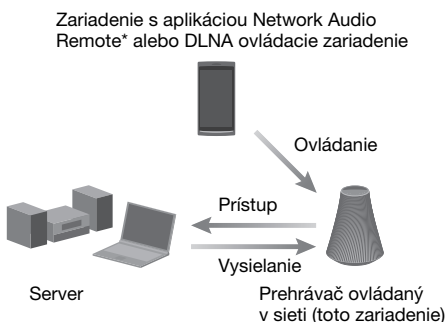 Zariadenie s aplikáciou Network Audio
Remote* alebo DLNA ovládacie zariadenie
Ovládanie
Prístup
Vysielanie
Server
Prehrávač ovládaný
v sieti (toto zariadenie)